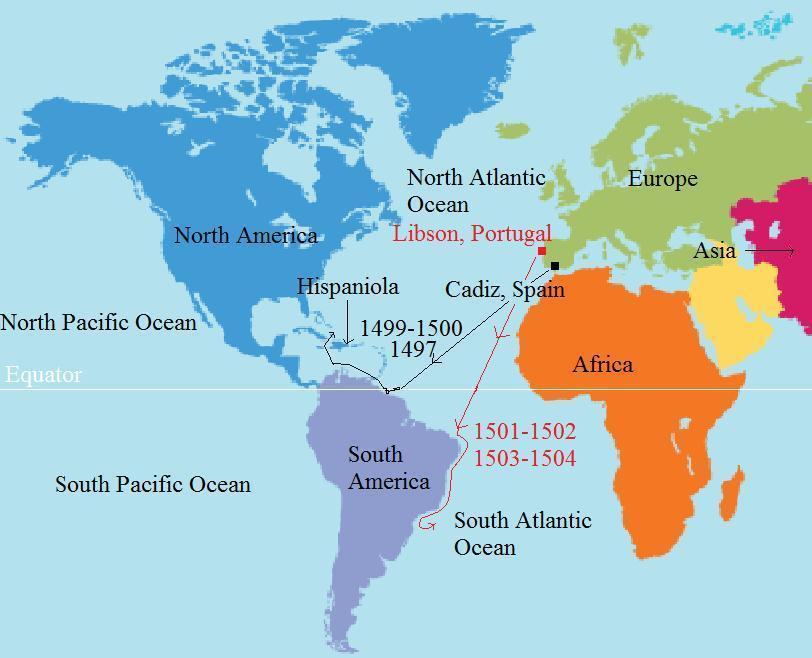 North Atlantic
Ocean
Europe
Libson, Portugal
North America
Asia
Hispaniola
Cadiz, Spain
North Pacific Ocean
1499-1500
1497
Africa
Equator
1501-1502
1503-1504
South
America
South Pacific Ocean
South Atlantic
Ocean